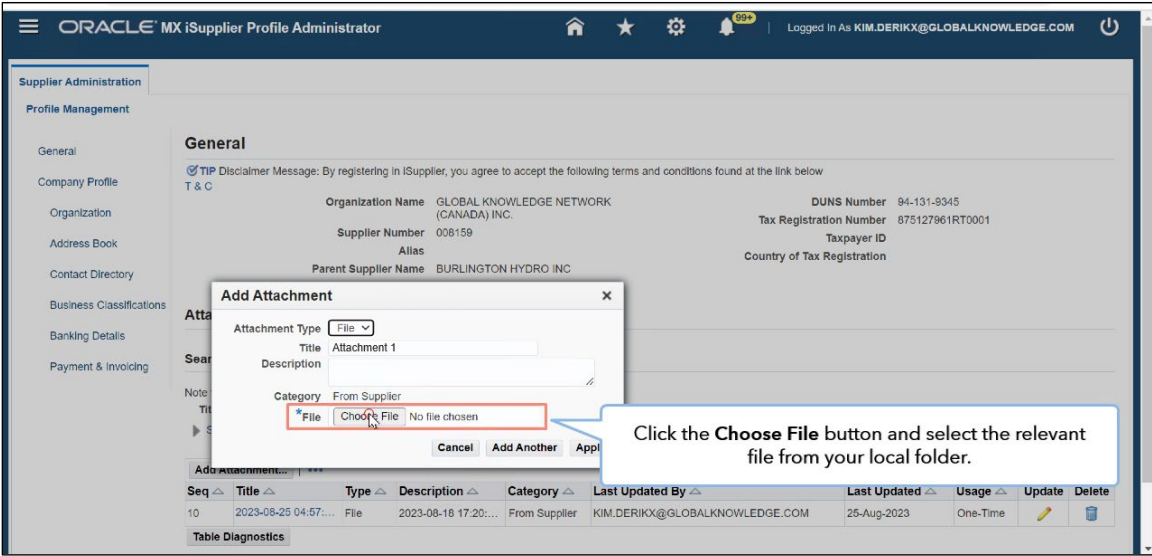 ORACLE MX iSupplier Profile Administrator
99+
Logged In As KIM.DERIKX@GLOBALKNOWLEDGE.COM
Supplier Administration
Profile Management
General
Company Profile
Organization
Address Book
Contact Directory
Business Classifications
Banking Details
Payment & Invoicing
General
TIP Disclaimer Message: By registering in iSupplier, you agree to accept the following terms and conditions found at the link below
T & C
Organization Name GLOBAL KNOWLEDGE NETWORK
(CANADA) INC.
Supplier Number 008159
Alias
Parent Supplier Name BURLINGTON HYDRO INC
DUNS Number 94-131-9345
Tax Registration Number 875127961RT0001
Taxpayer ID
Country of Tax Registration
Atta
Sear
Note
Tit
S
Add Attachment
Attachment Type File
Title Attachment 1
Description
Category From Supplier
*File Choose File No file chosen
Cancel Add Another Appl
Click the Choose File button and select the relevant
file from your local folder.
Add Attachment...
Seq Title Type Description Category Last Updated By Last Updated Usage Update Delete
10 2023-08-25 04:57:... File 2023-08-18 17:20:... From Supplier KIM.DERIKX@GLOBALKNOWLEDGE.COM 25-Aug-2023 One-Time
Table Diagnostics